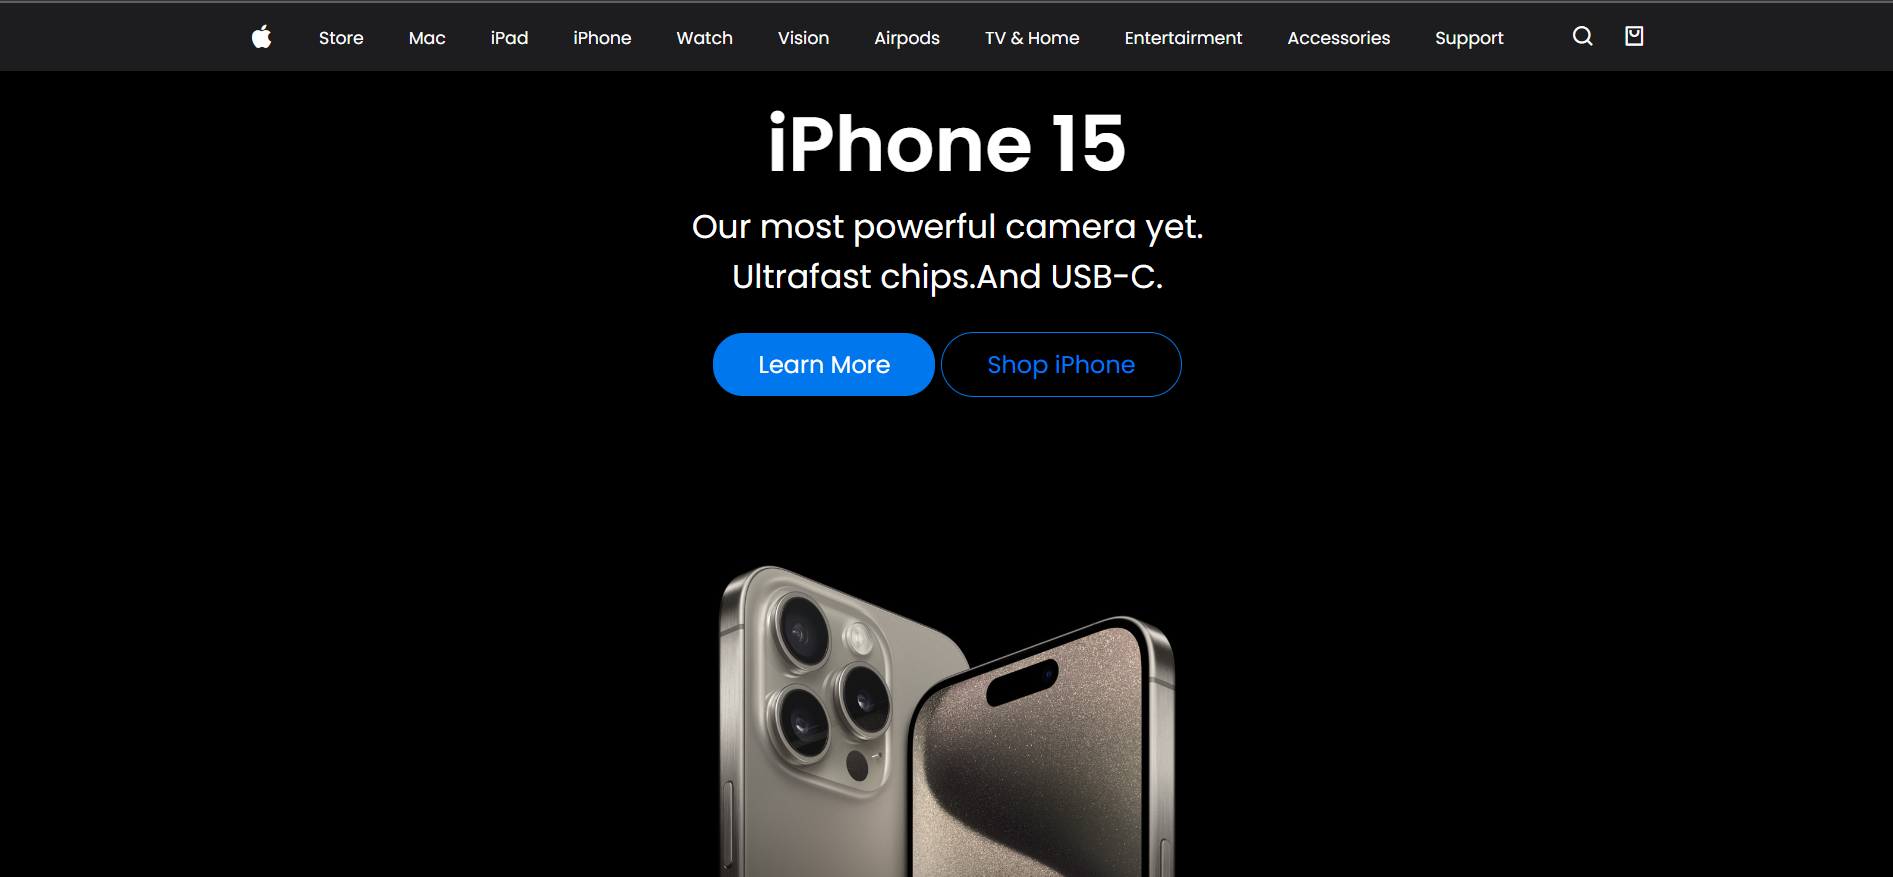 Store Mac iPad iPhone Watch Vision Airpods TV & Home Entertairment Accessories Support
iPhone 15
Our most powerful camera yet.
Ultrafast chips.And USB-C.
Learn More Shop iPhone